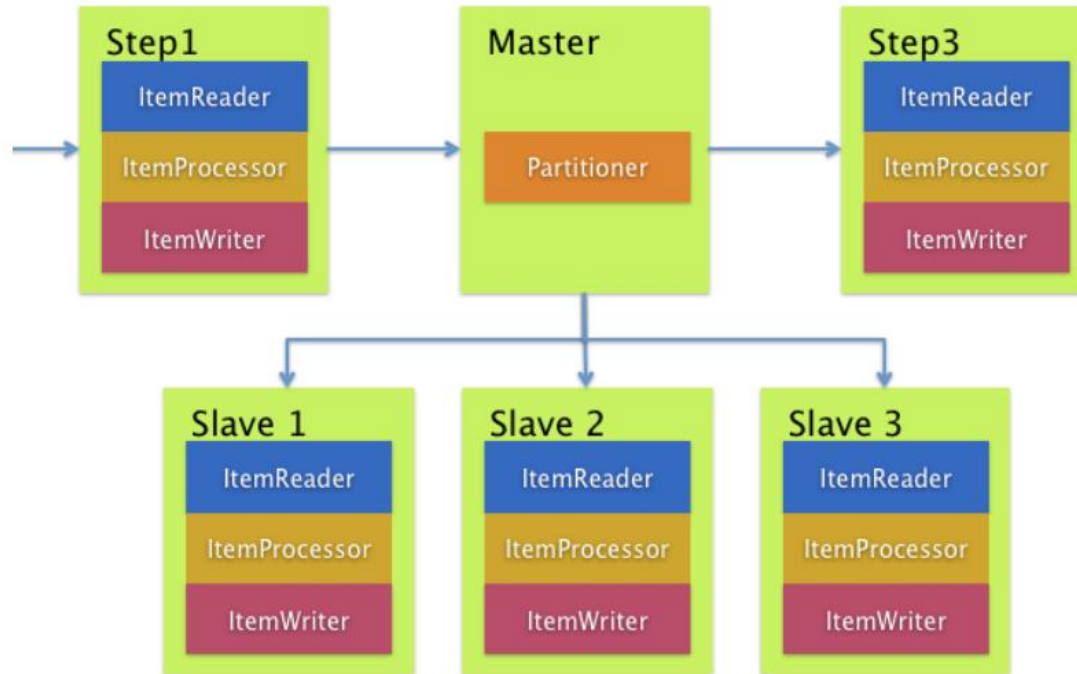 Step1
ItemReader
ItemProcessor
ItemWriter
Master
Partitioner
Step3
ItemReader
ItemProcessor
ItemWriter
Slave 1
ItemReader
ItemProcessor
ItemWriter
Slave 2
ItemReader
ItemProcessor
ItemWriter
Slave 3
ItemReader
ItemProcessor
ItemWriter